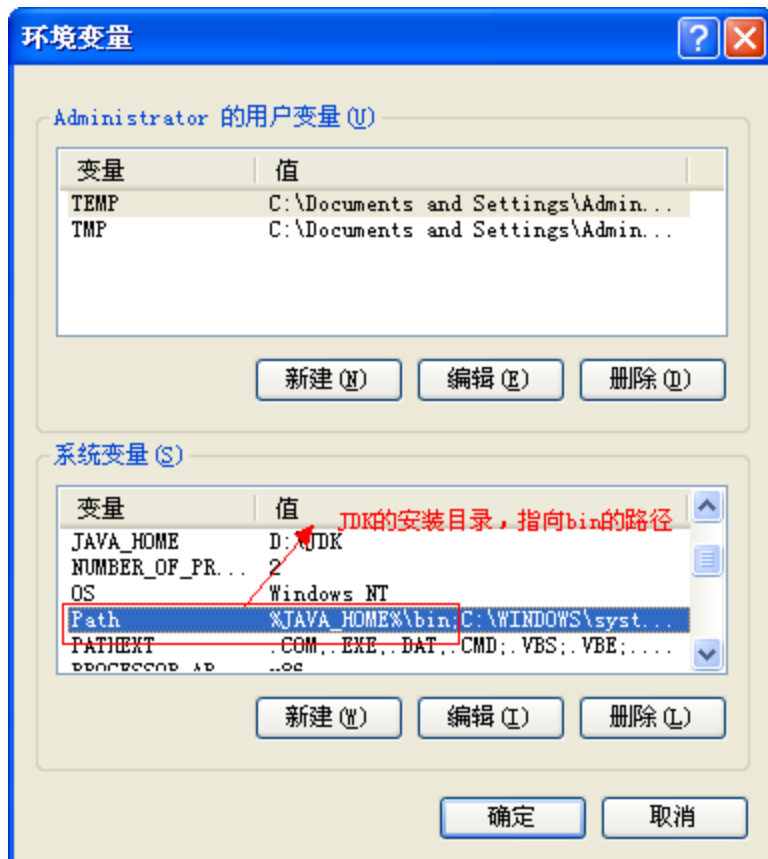 环境变量
Administrator 的用户变量(U)
变量 值
TEMP C:\Documents and Settings\Admin...
TMP C:\Documents and Settings\Admin...
新建(N) 编辑(E) 删除(D)
系统变量(S)
变量 值
JDK的安装目录，指向bin的路径
JAVA_HOME D:\JDK
NUMBER_OF_PR... 2
OS Windows_NT
Path %JAVA_HOME%\bin;C:\WINDOWS\syst...
PATHEXT .COM;.EXE;.BAT;.CMD;.VBS;.VBE;....
PROCESSOR_AR
新建(W) 编辑(I) 删除(L)
确定 取消